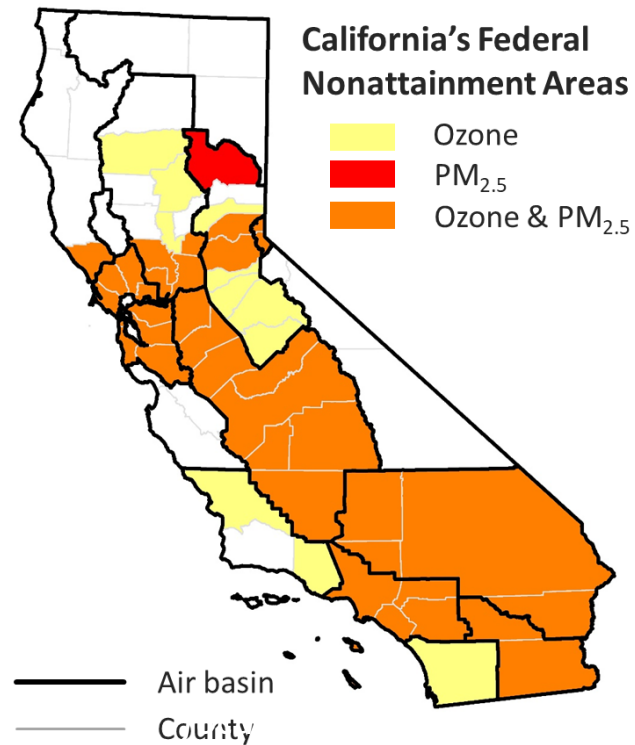 California's Federal
Nonattainment Areas
Ozone
PM2.5
Ozone & PM2.5
Air basin
County